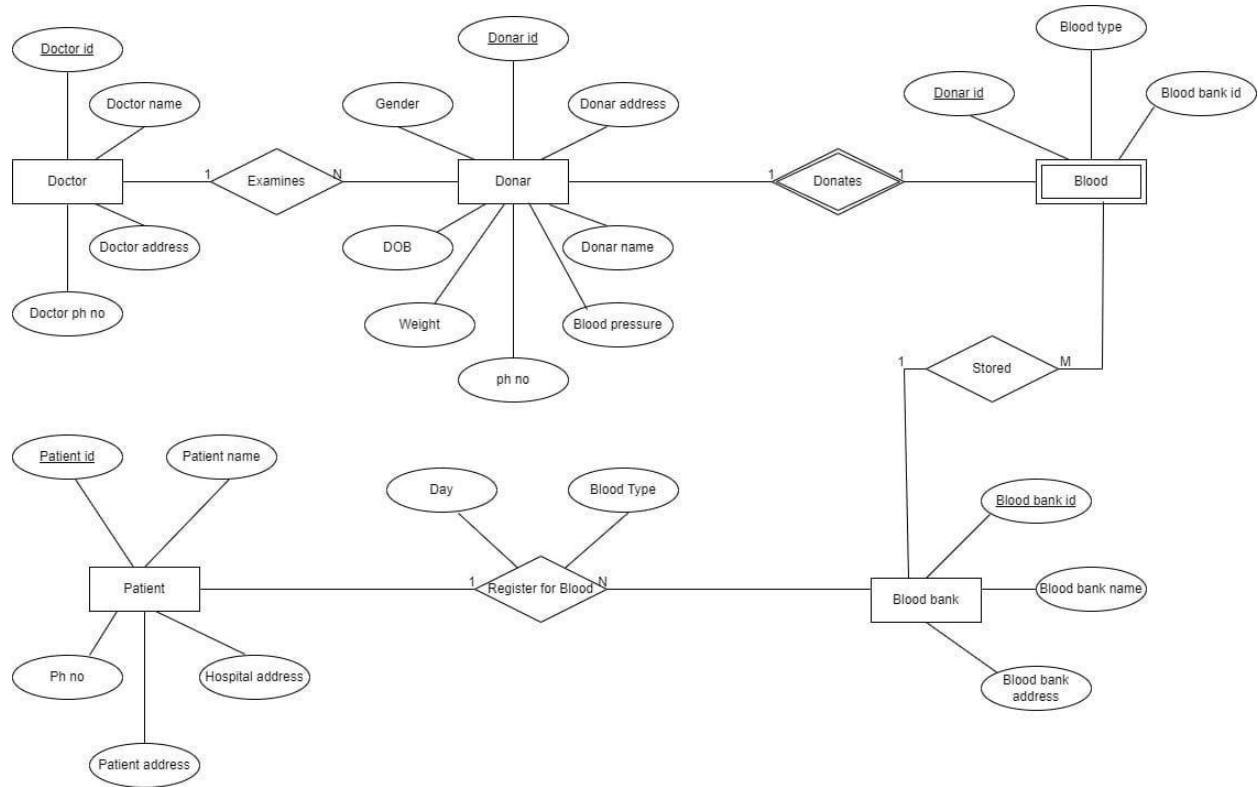 Doctor id
Donar id
Blood type
Doctor name
Gender
Donar address
Donar id
Blood bank id
Doctor
1
Examines
N
Donar
1
Donates
1
Blood
Doctor address
DOB
Donar name
Doctor ph no
Weight
Blood pressure
ph no
1
Stored
M
Patient id
Patient name
Day
Blood Type
Blood bank id
Patient
1
Register for Blood
N
Blood bank
Blood bank name
Ph no
Hospital address
Blood bank
address
Patient address